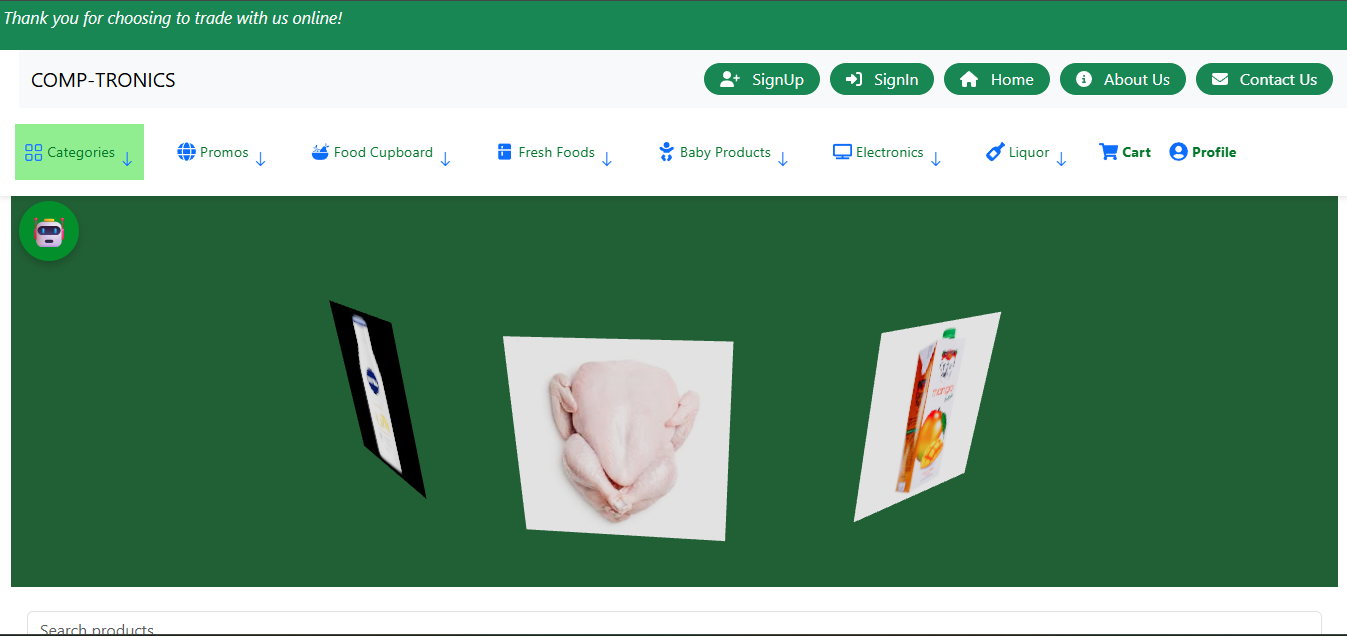 Thank you for choosing to trade with us online!
COMP-TRONICS
SignUp
SignIn
Home
About Us
Contact Us
Categories
Promos
Food Cupboard
Fresh Foods
Baby Products
Electronics
Liquor
Cart
Profile
mango
Search products